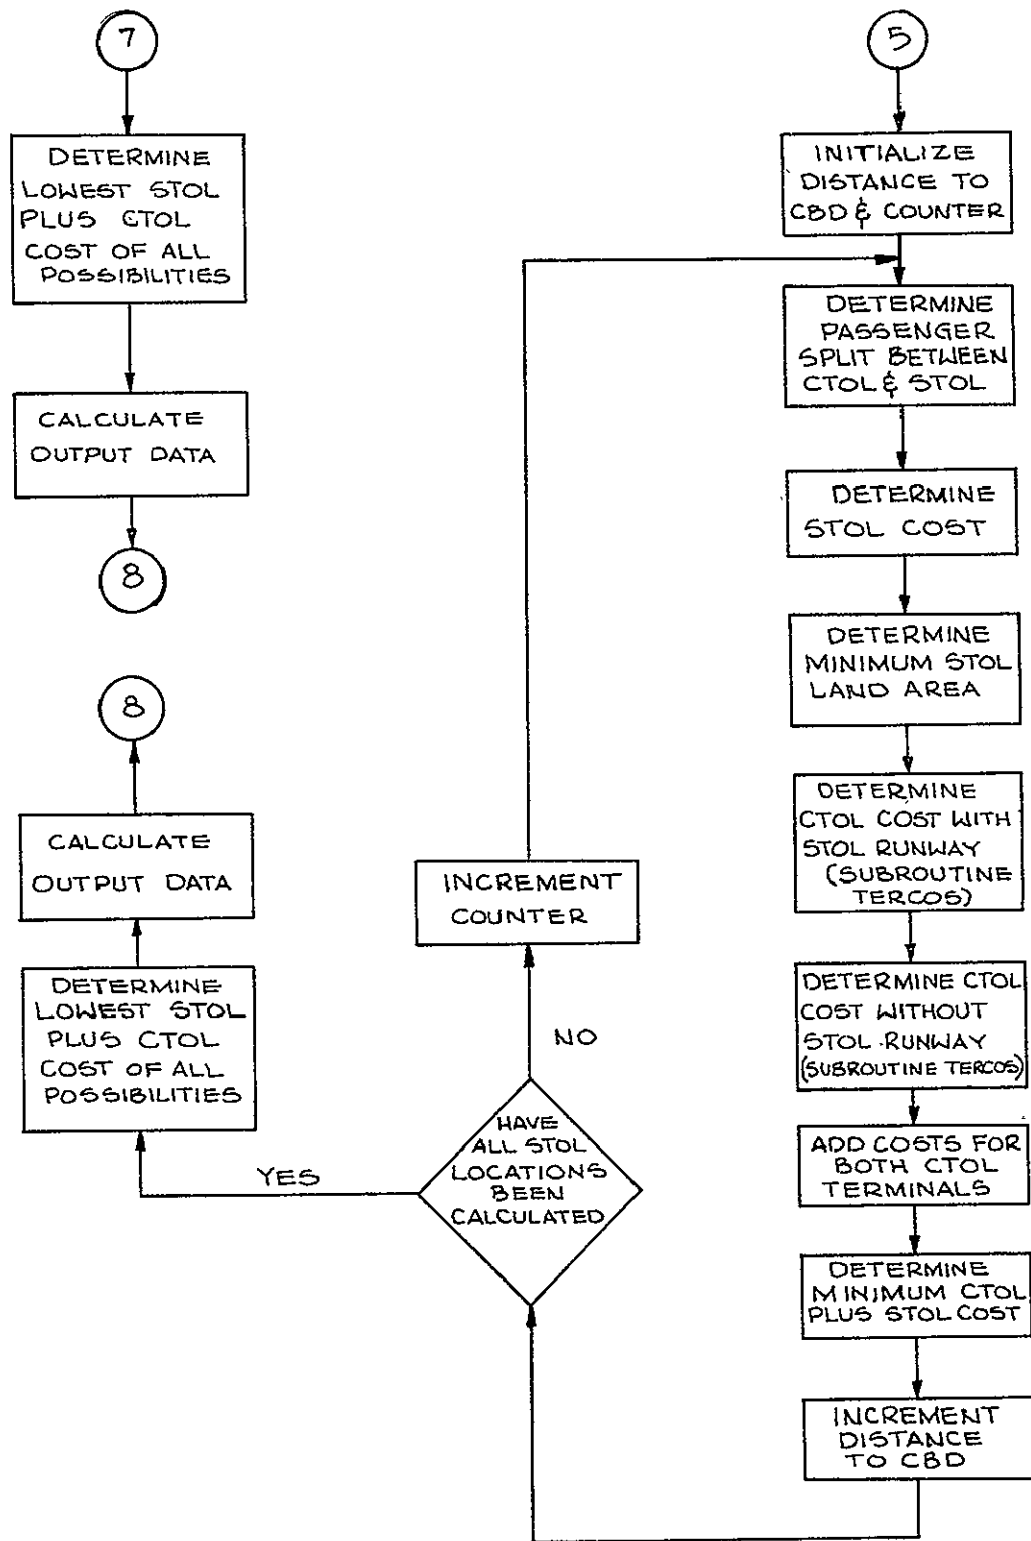 7
DETERMINE
LOWEST STOL
PLUS CTOL
COST OF ALL
POSSIBILITIES
CALCULATE
OUTPUT DATA
8
8
CALCULATE
OUTPUT DATA
DETERMINE
LOWEST STOL
PLUS CTOL
COST OF ALL
POSSIBILITIES
YES
INCREMENT
COUNTER
NO
HAVE
ALL STOL
LOCATIONS
BEEN
CALCULATED
5
INITIALIZE
DISTANCE TO
CBD & COUNTER
DETERMINE
PASSENGER
SPLIT BETWEEN
CTOL & STOL
DETERMINE
STOL COST
DETERMINE
MINIMUM STOL
LAND AREA
DETERMINE
CTOL COST WITH
STOL RUNWAY
(SUBROUTINE
TERCOS)
DETERMINE CTOL
COST WITHOUT
STOL RUNWAY
(SUBROUTINE TERCOS)
ADD COSTS FOR
BOTH CTOL
TERMINALS
DETERMINE
MINIMUM CTOL
PLUS STOL COST
INCREMENT
DISTANCE
TO CBD